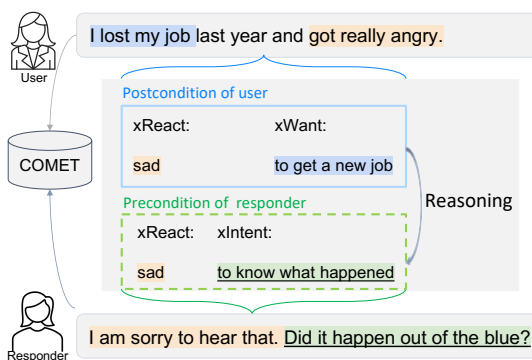 I lost my job last year and got really angry.
User
Postcondition of user
xReact: xWant:
sad to get a new job
COMET
Reasoning
Precondition of responder
xReact: xIntent:
sad to know what happened
I am sorry to hear that. Did it happen out of the blue?
Responder